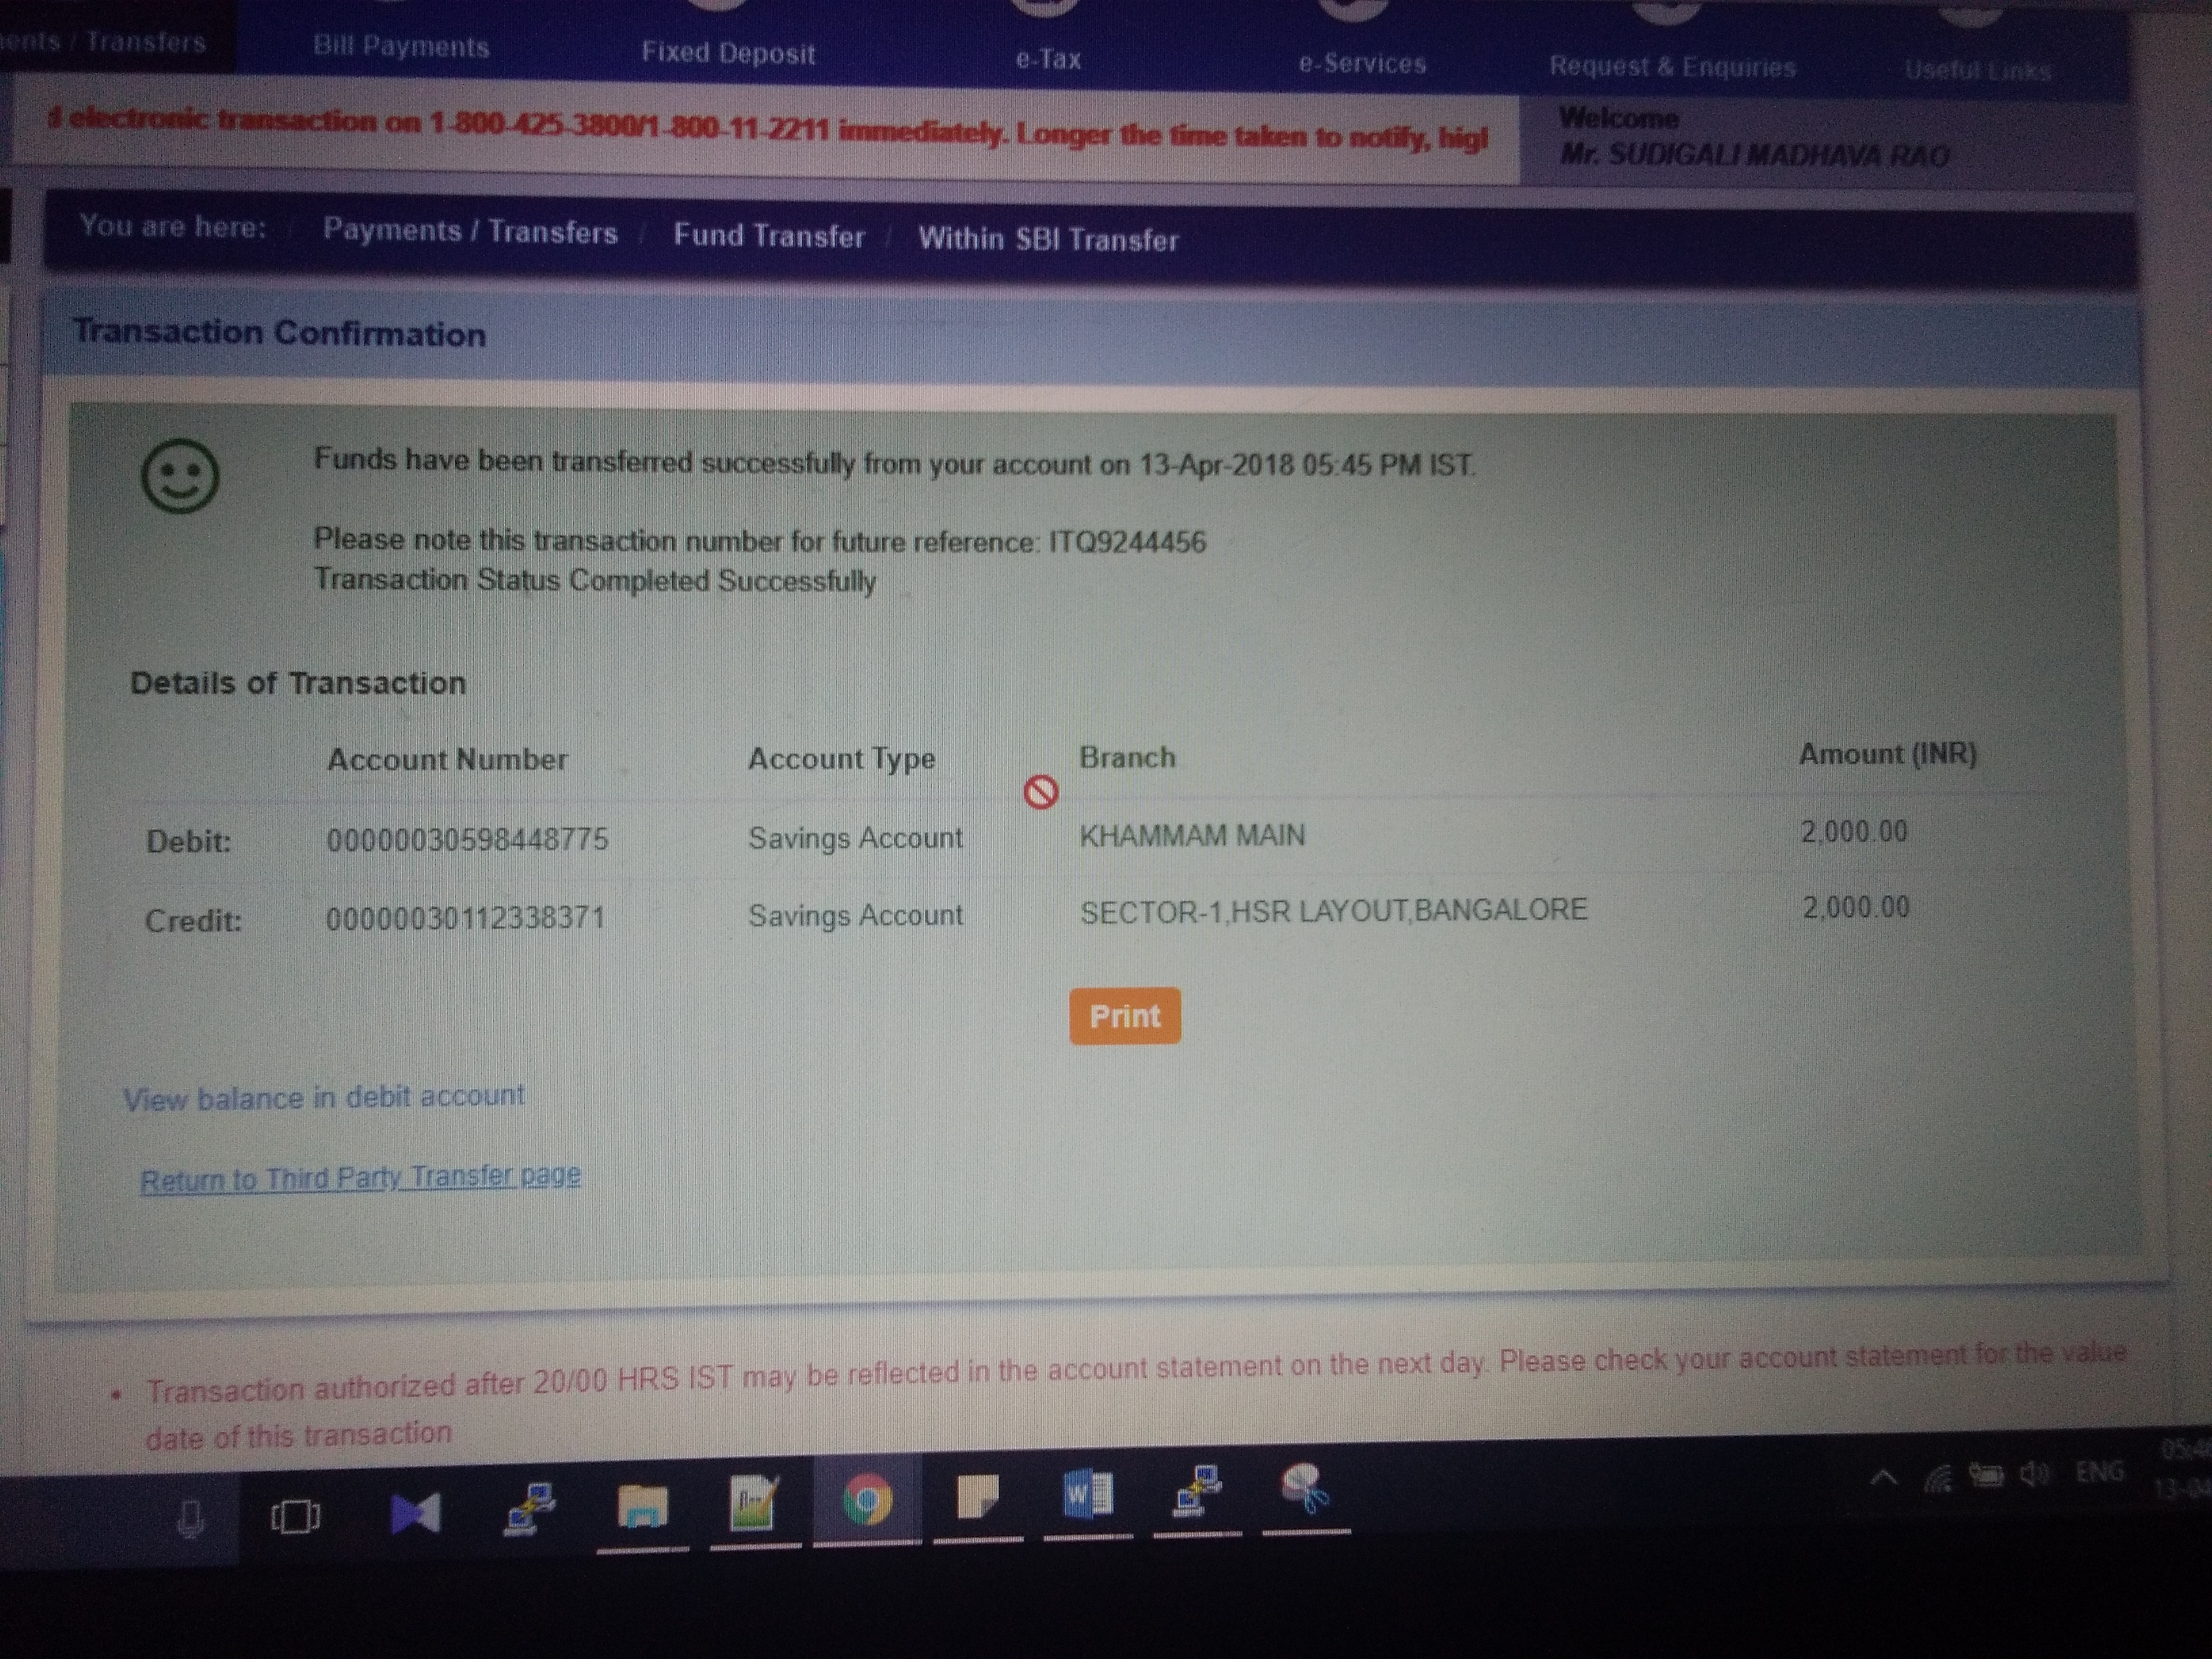 / Transfers Bill Payments Fixed Deposit e-Tax e-Services Request & Enquiries Useful Links
electronic transaction on 1-800-425-3800/1-800-11-2211 immediately. Longer the time taken to notify, higl
Welcome
Mr. SUDIGALI MADHAVA RAO
You are here: / Payments / Transfers / Fund Transfer / Within SBI Transfer
Transaction Confirmation
Funds have been transferred successfully from your account on 13-Apr-2018 05:45 PM IST.
Please note this transaction number for future reference: ITQ9244456
Transaction Status Completed Successfully
Details of Transaction
Account Number Account Type Branch Amount (INR)
Debit: 00000030598448775 Savings Account KHAMMAM MAIN 2,000.00
Credit: 00000030112338371 Savings Account SECTOR-1,HSR LAYOUT,BANGALORE 2,000.00
Print
View balance in debit account
Return to Third Party Transfer page
• Transaction authorized after 20/00 HRS IST may be reflected in the account statement on the next day. Please check your account statement for the value
date of this transaction
W
ENG